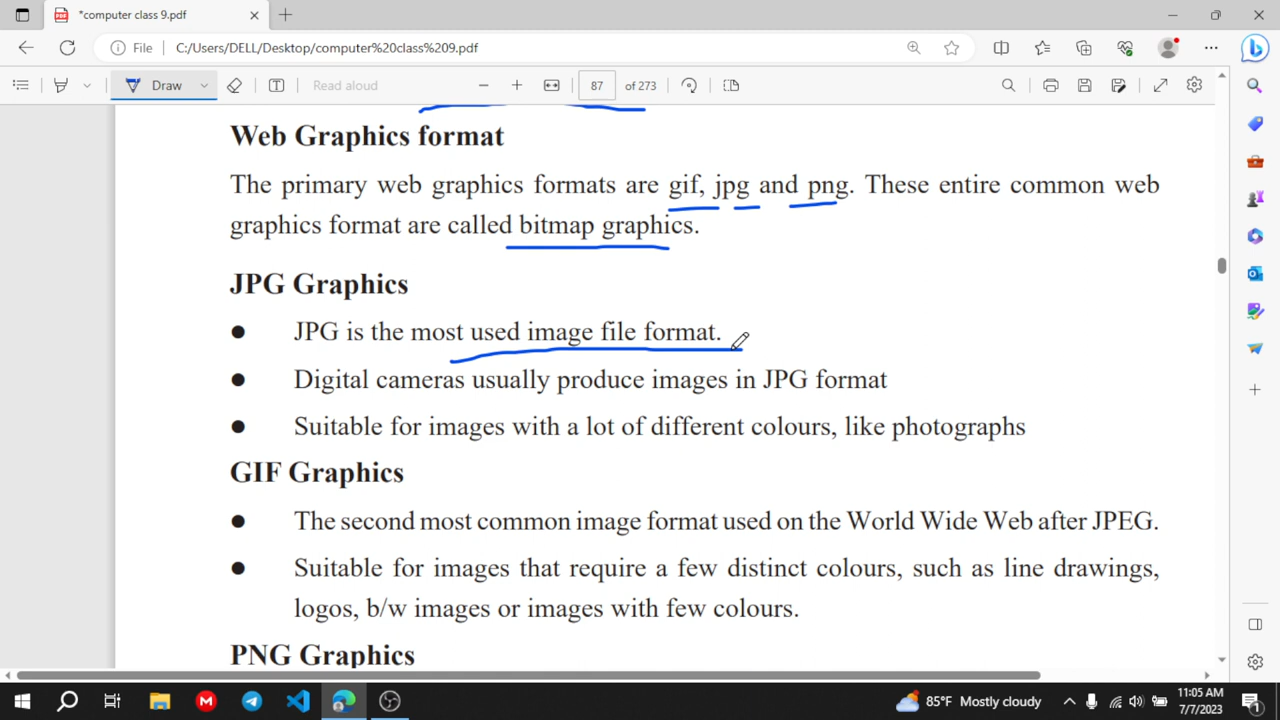 *computer class 9.pdf
File
C:/Users/DELL/Desktop/computer%20class%209.pdf
Draw
Read aloud
87
of 273
Web Graphics format
The primary web graphics formats are gif, jpg and png. These entire common web
graphics format are called bitmap graphics.
JPG Graphics
● JPG is the most used image file format.
● Digital cameras usually produce images in JPG format
● Suitable for images with a lot of different colours, like photographs
GIF Graphics
● The second most common image format used on the World Wide Web after JPEG.
● Suitable for images that require a few distinct colours, such as line drawings,
logos, b/w images or images with few colours.
PNG Graphics
85°F Mostly cloudy
11:05 AM
7/7/2023